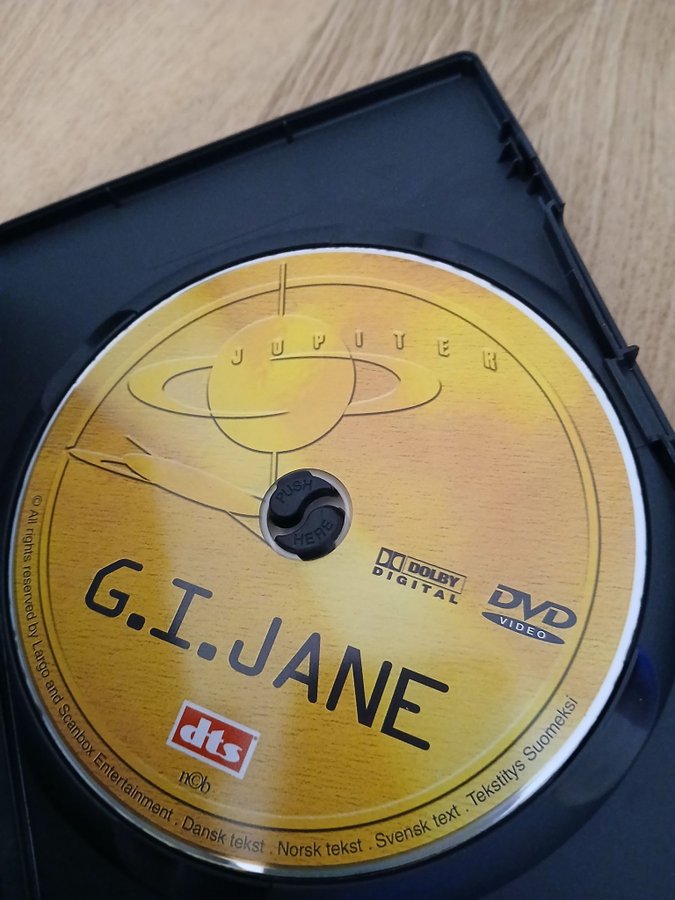 JUPITER
PUSH
HERE
DOLBY
DIGITAL
DVD
VIDEO
G.I.JANE
dts
n©b
© All rights reserved by Largo and Scanbox Entertainment . Dansk tekst . Norsk tekst . Svensk text . Tekstitys Suomeksi